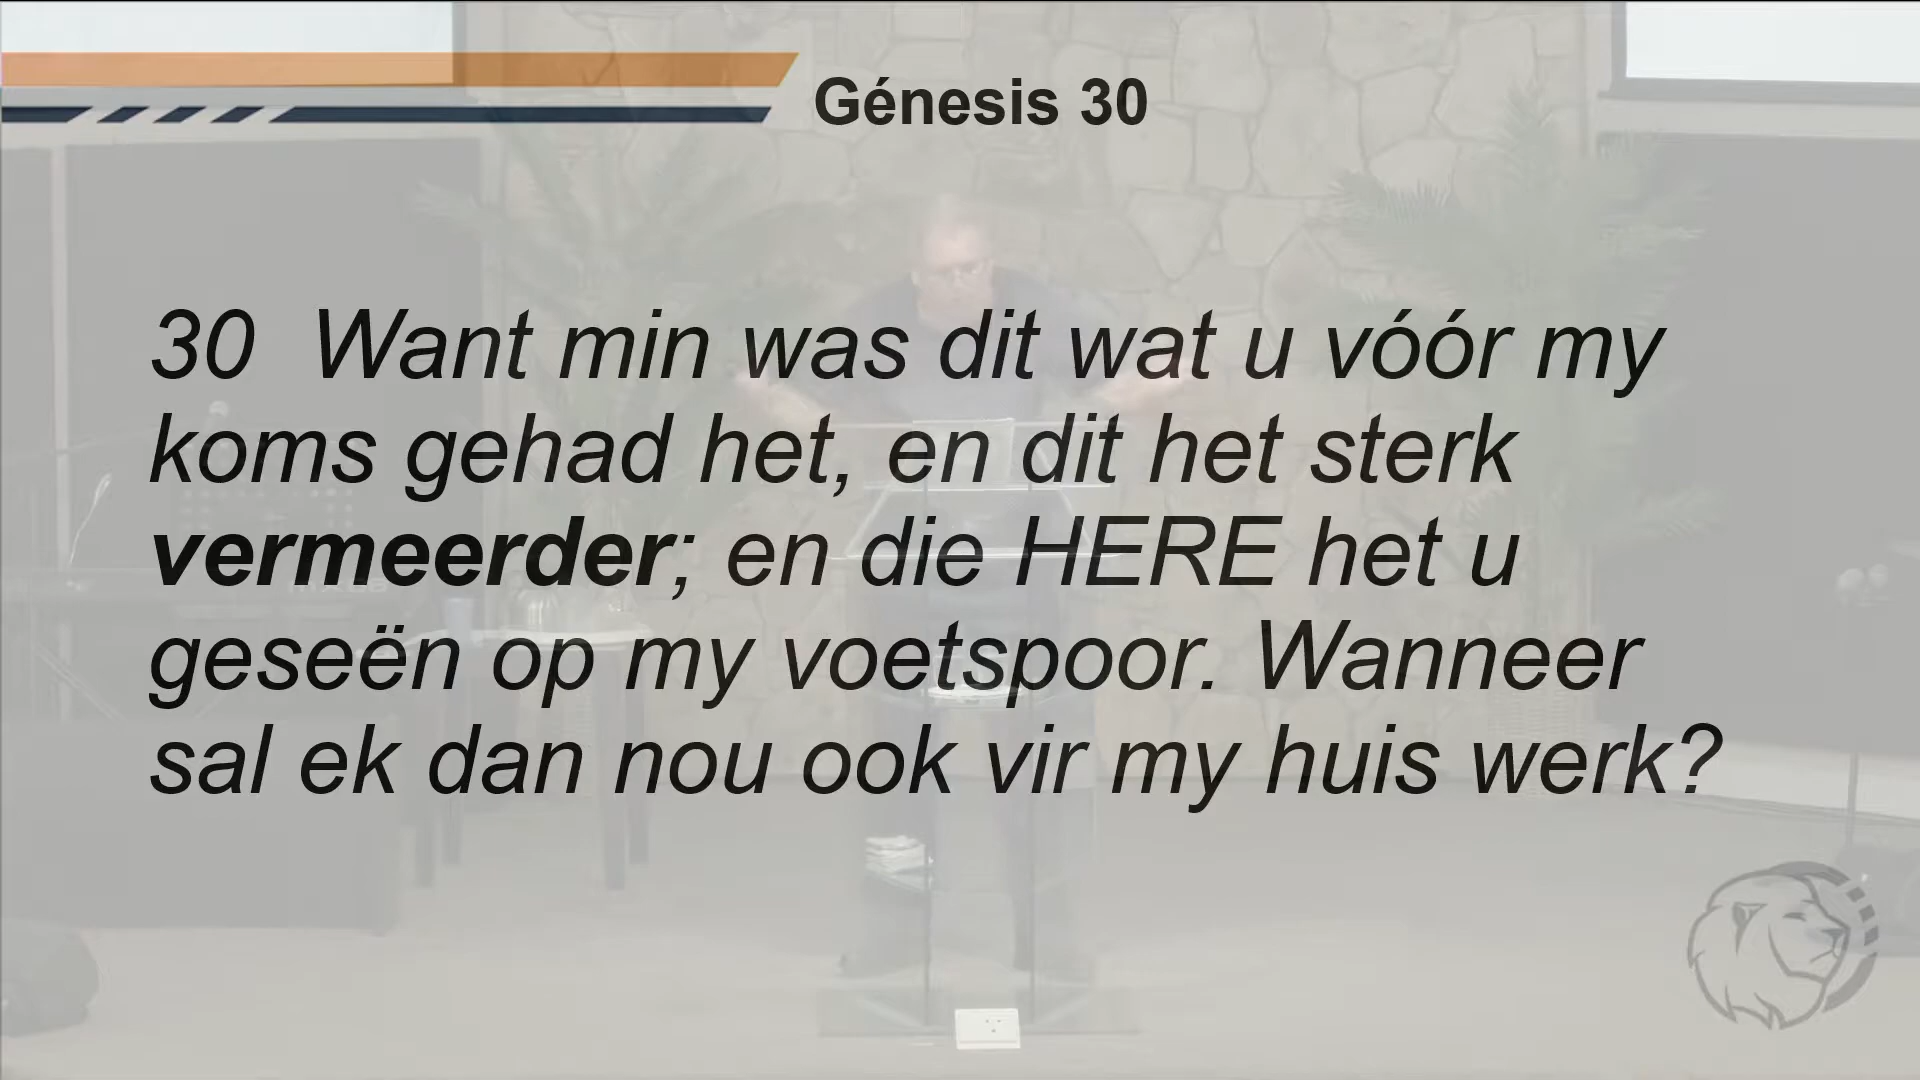 Génesis 30
30 Want min was dit wat u vóór my
koms gehad het, en dit het sterk
vermeerder; en die HERE het u
geseën op my voetspoor. Wanneer
sal ek dan nou ook vir my huis werk?